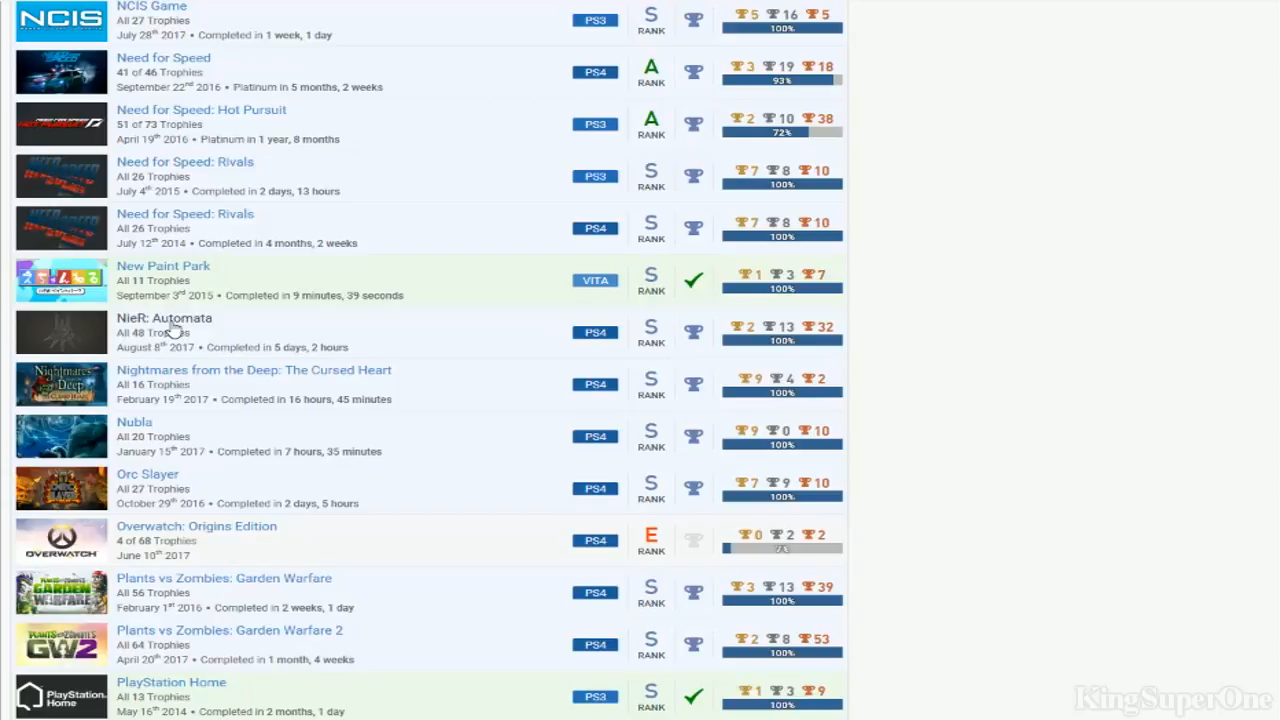 NCIS
NCIS Game
All 27 Trophies
July 28th 2017 • Completed in 1 week, 1 day
PS3
S
RANK
5 16 5
100%
Need for Speed
41 of 46 Trophies
September 22nd 2016 • Platinum in 5 months, 2 weeks
PS4
A
RANK
3 19 18
93%
Need for Speed: Hot Pursuit
51 of 73 Trophies
April 19th 2016 • Platinum in 1 year, 8 months
PS3
A
RANK
2 10 38
72%
Need for Speed: Rivals
All 26 Trophies
July 4th 2015 • Completed in 2 days, 13 hours
PS3
S
RANK
7 8 10
100%
Need for Speed: Rivals
All 26 Trophies
July 12th 2014 • Completed in 4 months, 2 weeks
PS4
S
RANK
7 8 10
100%
New Paint Park
All 11 Trophies
September 3rd 2015 • Completed in 9 minutes, 39 seconds
VITA
S
RANK
1 3 7
100%
NieR: Automata
All 48 Trophies
August 8th 2017 • Completed in 5 days, 2 hours
PS4
S
RANK
2 13 32
100%
Nightmares from the Deep: The Cursed Heart
All 16 Trophies
February 19th 2017 • Completed in 16 hours, 45 minutes
PS4
S
RANK
9 4 2
100%
Nubla
All 20 Trophies
January 15th 2017 • Completed in 7 hours, 35 minutes
PS4
S
RANK
9 0 10
100%
Orc Slayer
All 27 Trophies
October 29th 2016 • Completed in 2 days, 5 hours
PS4
S
RANK
7 9 10
100%
OVERWATCH
Overwatch: Origins Edition
4 of 68 Trophies
June 10th 2017
PS4
E
RANK
0 2 2
7%
Plants vs Zombies: Garden Warfare
All 56 Trophies
February 1st 2016 • Completed in 2 weeks, 1 day
PS4
S
RANK
3 13 39
100%
GW2
Plants vs Zombies: Garden Warfare 2
All 64 Trophies
April 20th 2017 • Completed in 1 month, 4 weeks
PS4
S
RANK
2 8 53
100%
PlayStation
Home
PlayStation Home
All 13 Trophies
May 16th 2014 • Completed in 2 months, 1 day
PS3
S
RANK
1 3 9
100%
KingSuperOne